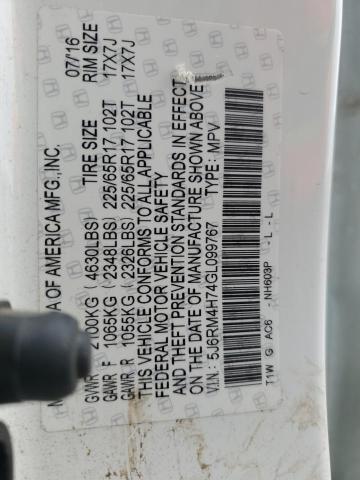 OF AMERICA MFG.,INC. 07/16
TIRE SIZE RIM SIZE
GVWR 2100KG (4630LBS)
GAWR F 1065KG (2348LBS) 225/65R17 102T 17X7J
GAWR R 1055KG (2326LBS) 225/65R17 102T 17X7J
THIS VEHICLE CONFORMS TO ALL APPLICABLE
FEDERAL MOTOR VEHICLE SAFETY
AND THEFT PREVENTION STANDARDS IN EFFECT
ON THE DATE OF MANUFACTURE SHOWN ABOVE.
V.I.N.: 5J6RM4H74GL099767 TYPE: MPV
T1W G AC6 NH603P - L - L